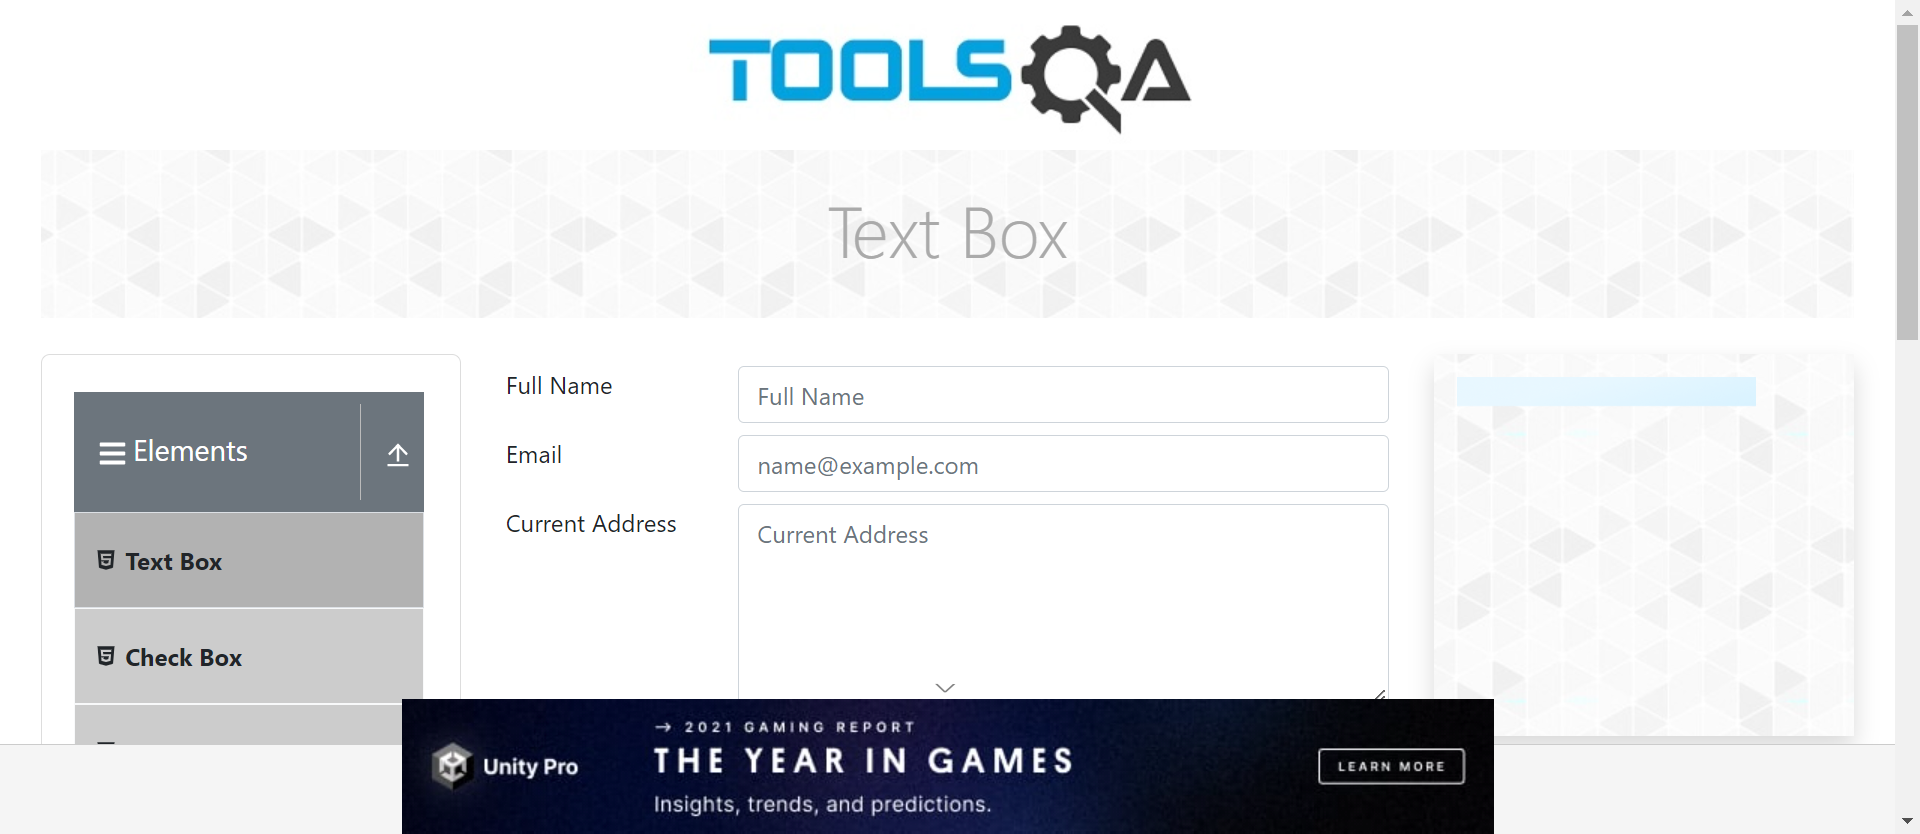 TOOLSQA
Text Box
Elements
Text Box
Check Box
Full Name
Full Name
Email
name@example.com
Current Address
Current Address
Unity Pro
→ 2021 GAMING REPORT
THE YEAR IN GAMES
Insights, trends, and predictions.
LEARN MORE